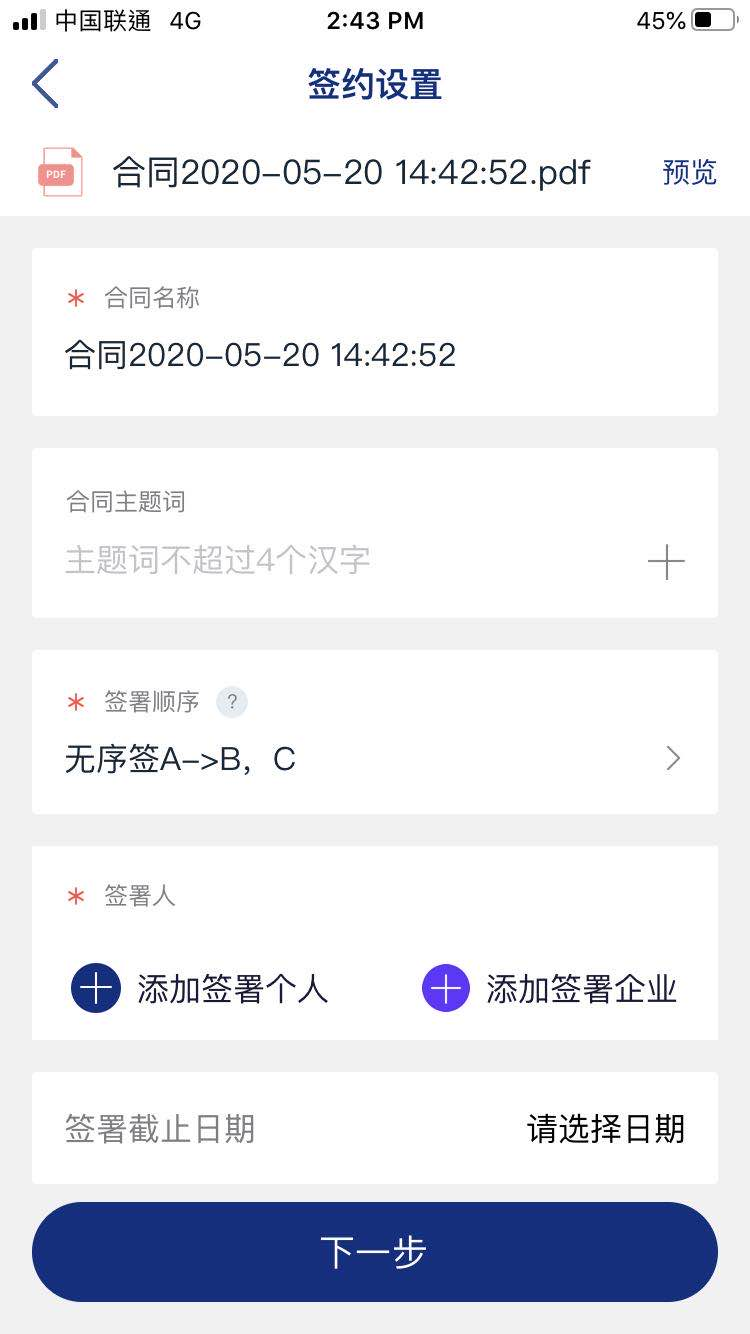 中国联通 4G 2:43 PM 45%
签约设置
PDF 合同2020-05-20 14:42:52.pdf 预览
* 合同名称
合同2020-05-20 14:42:52
合同主题词
主题词不超过4个汉字
* 签署顺序 ?
无序签A->B，C
* 签署人
添加签署个人 添加签署企业
签署截止日期 请选择日期
下一步